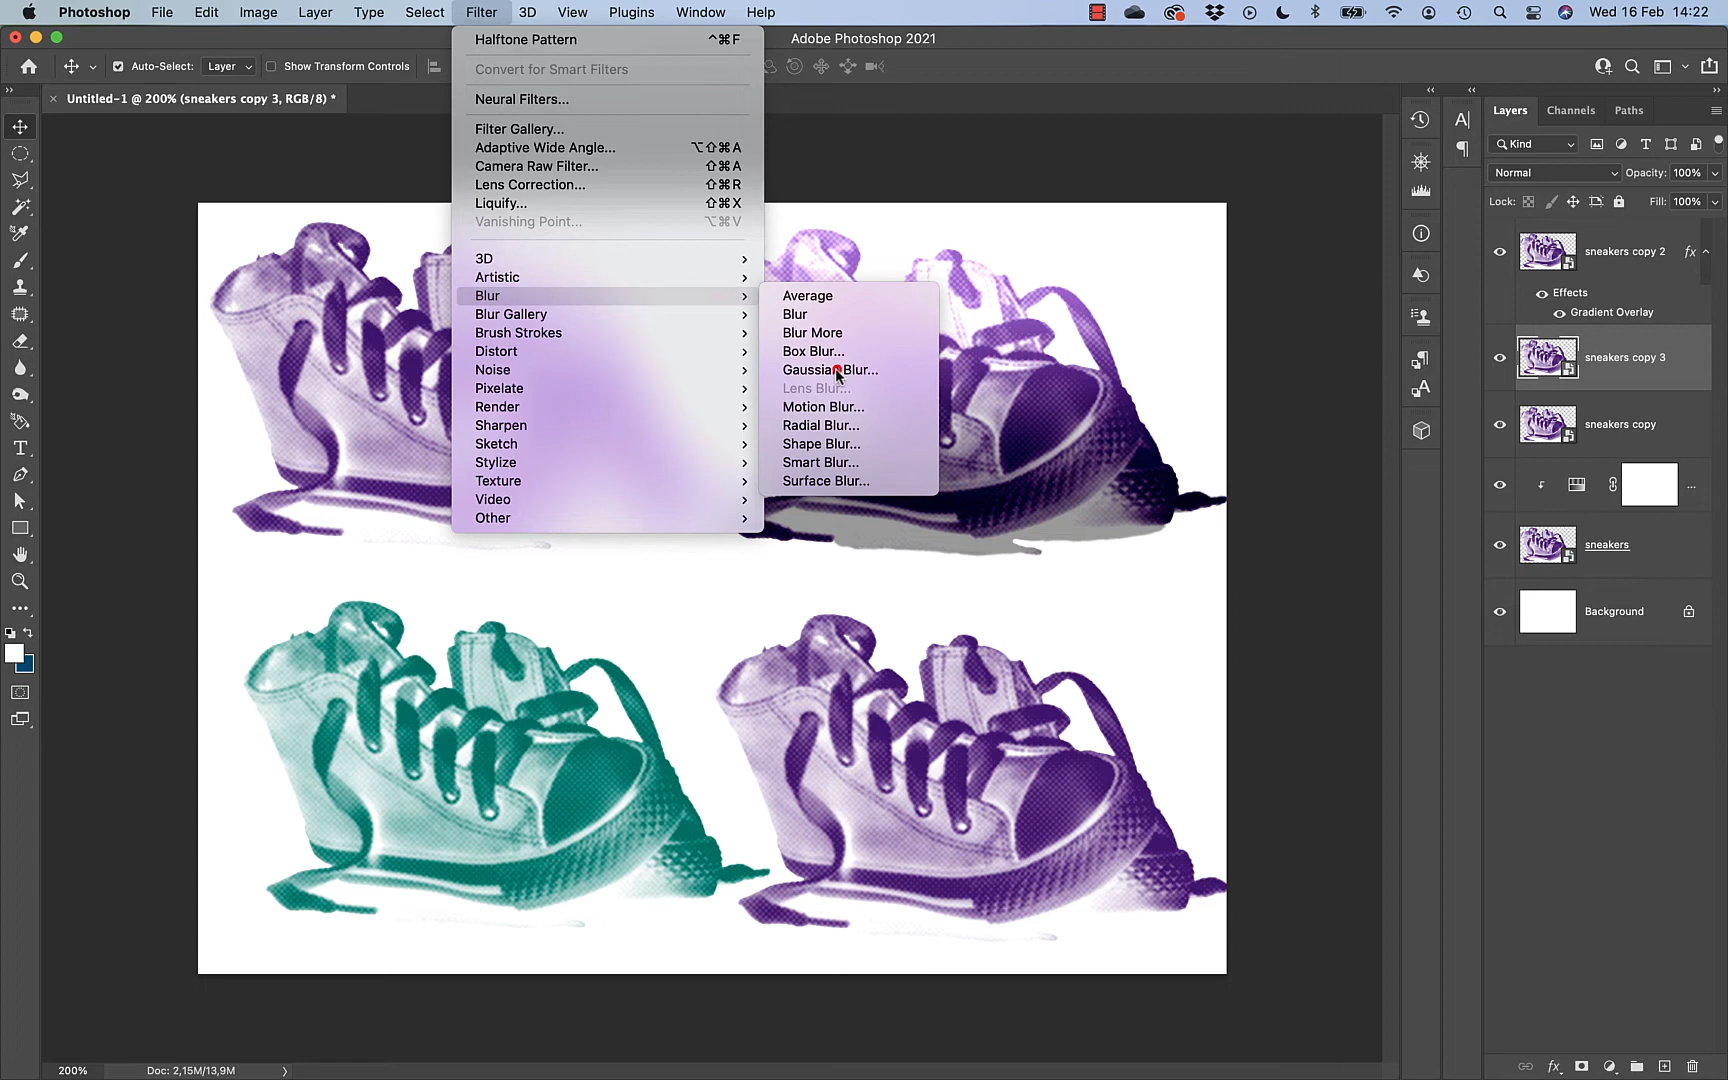 Photoshop File Edit Image Layer Type Select Filter 3D View Plugins Window Help Wed 16 Feb 14:22
Adobe Photoshop 2021
Auto-Select: Layer Show Transform Controls
Untitled-1 @ 200% (sneakers copy 3, RGB/8) *
Halftone Pattern ^⌘F
Convert for Smart Filters
Neural Filters...
Filter Gallery...
Adaptive Wide Angle... ⌥⇧⌘A
Camera Raw Filter... ⇧⌘A
Lens Correction... ⇧⌘R
Liquify... ⇧⌘X
Vanishing Point... ⌥⌘V
3D
Artistic
Blur
Blur Gallery
Brush Strokes
Distort
Noise
Pixelate
Render
Sharpen
Sketch
Stylize
Texture
Video
Other
Average
Blur
Blur More
Box Blur...
Gaussian Blur...
Lens Blur...
Motion Blur...
Radial Blur...
Shape Blur...
Smart Blur...
Surface Blur...
Layers Channels Paths
Kind
Normal Opacity: 100%
Lock: Fill: 100%
sneakers copy 2 fx
Effects
Gradient Overlay
sneakers copy 3
sneakers copy
...
sneakers
Background
200% Doc: 2,15M/13,9M